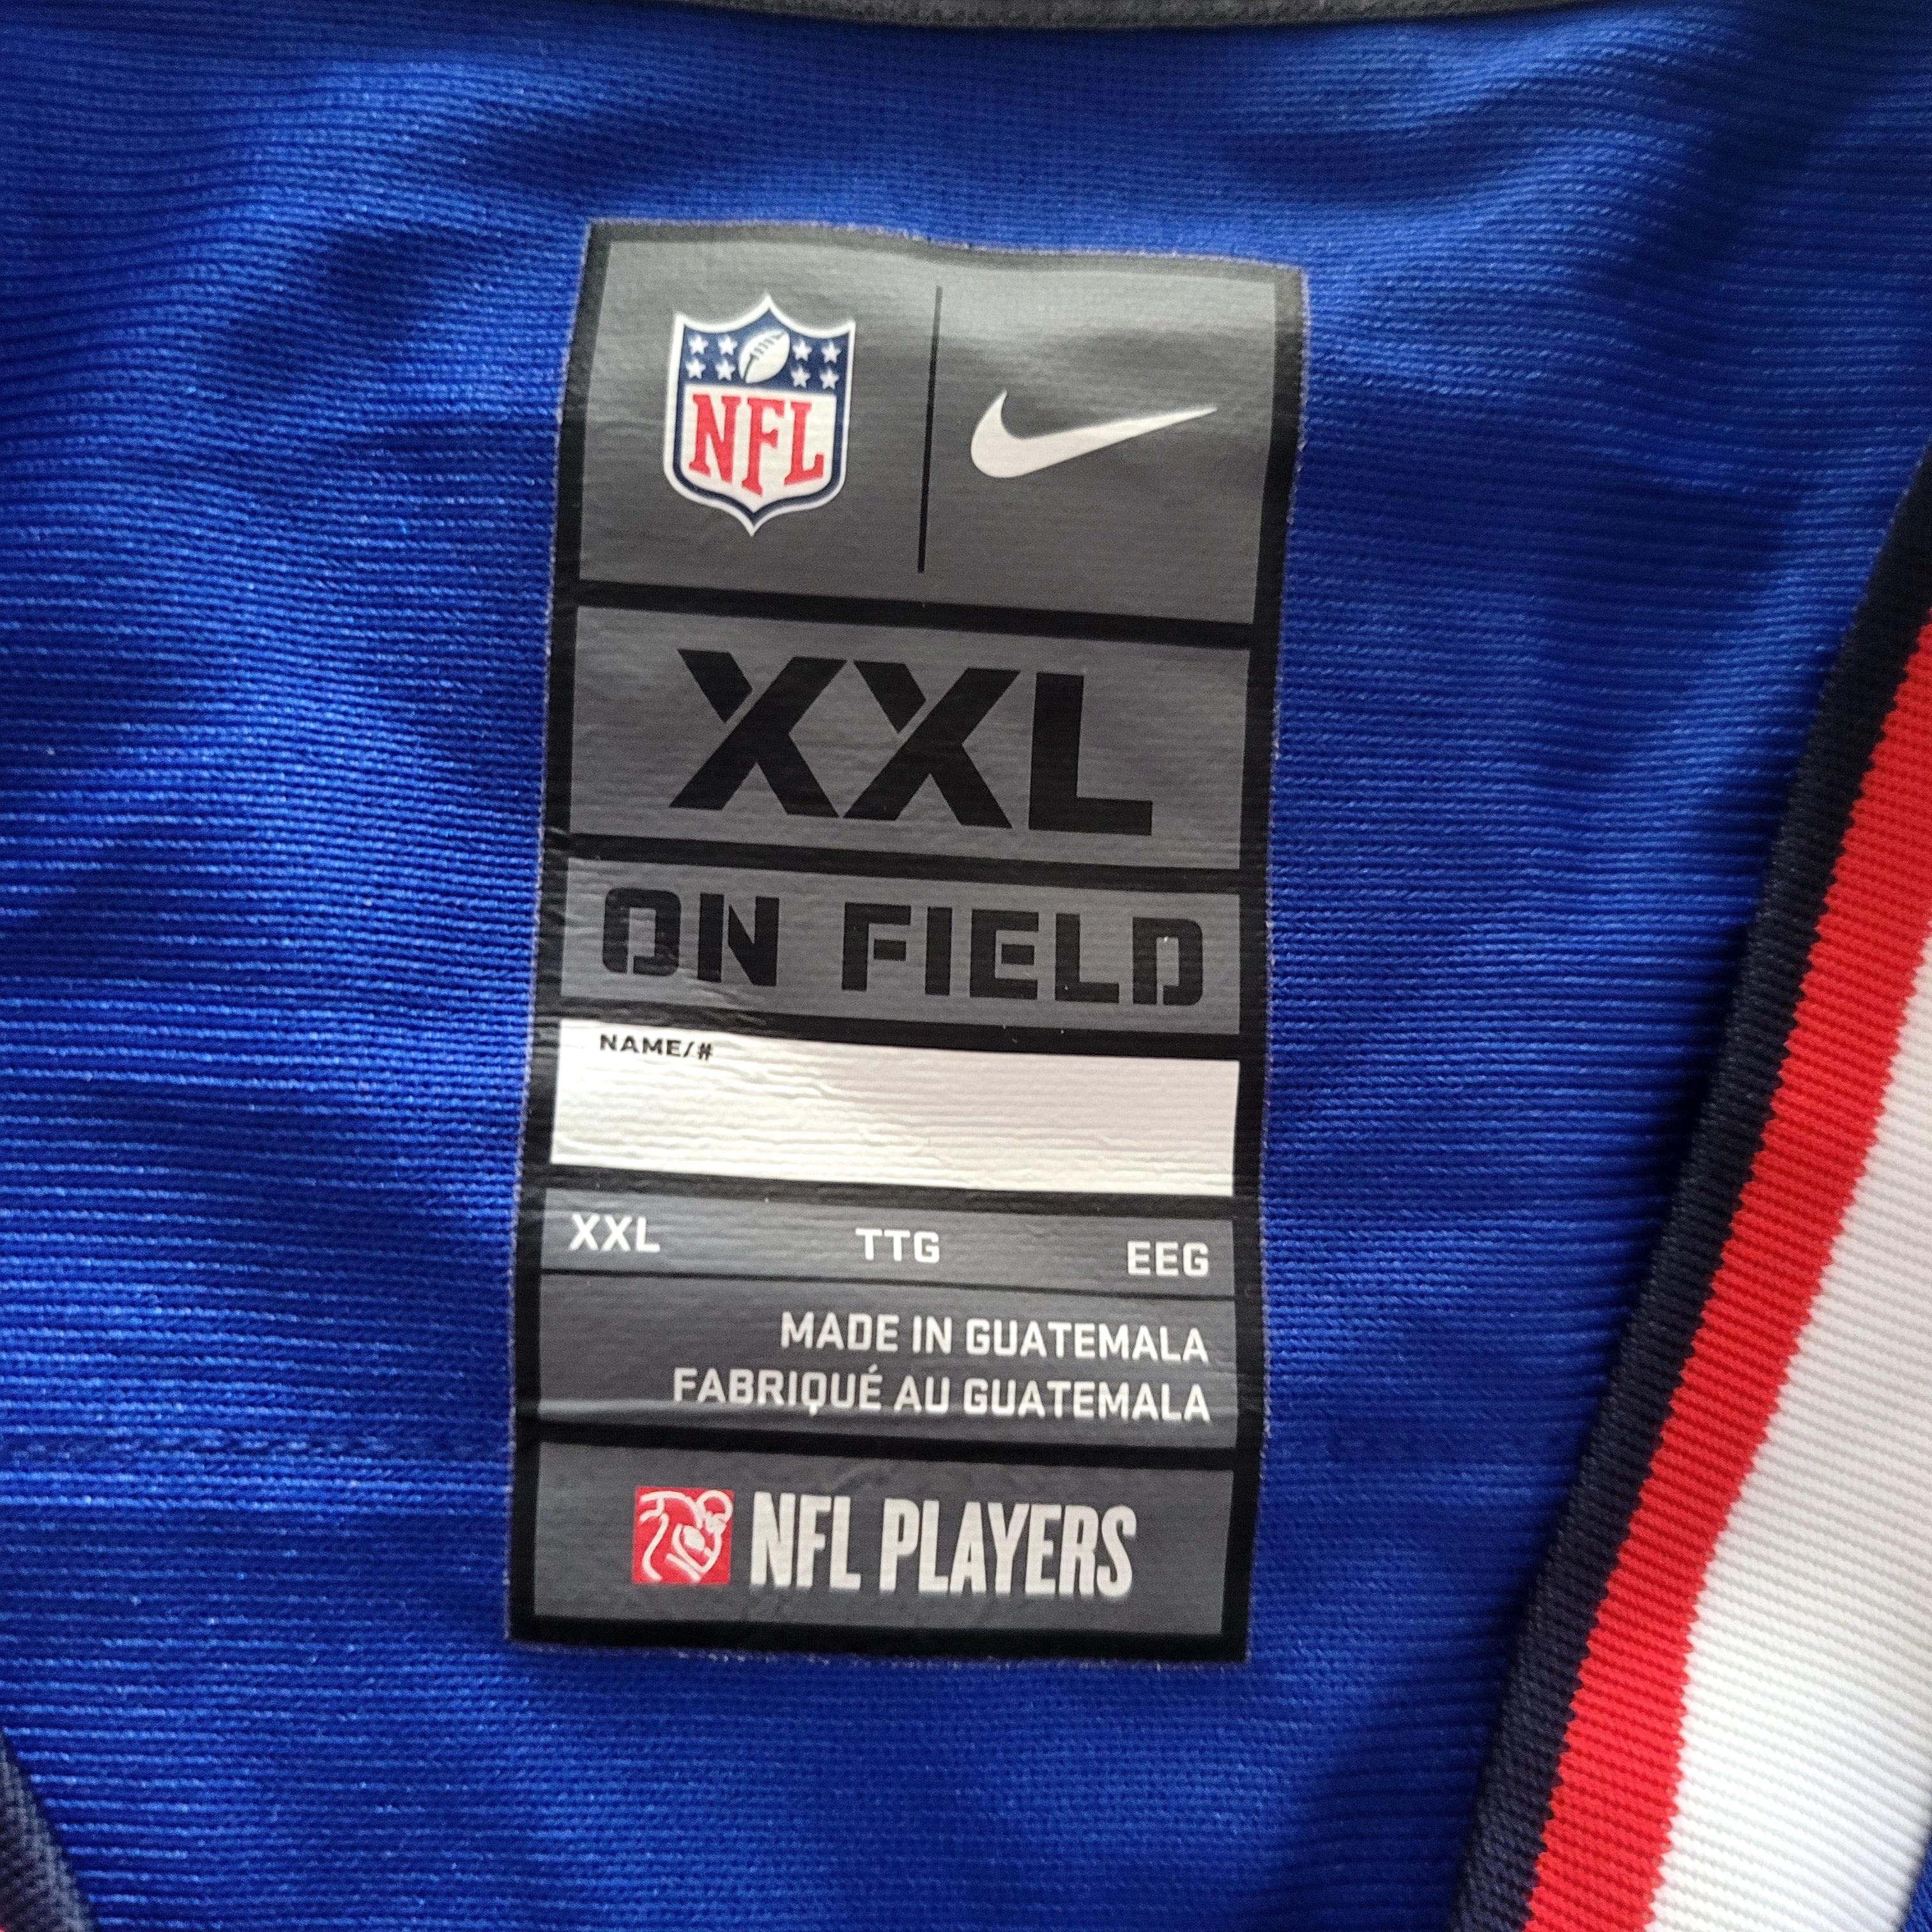 NFL
XXL
ON FIELD
NAME/#
XXL TTG EEG
MADE IN GUATEMALA
FABRIQUÉ AU GUATEMALA
NFL PLAYERS